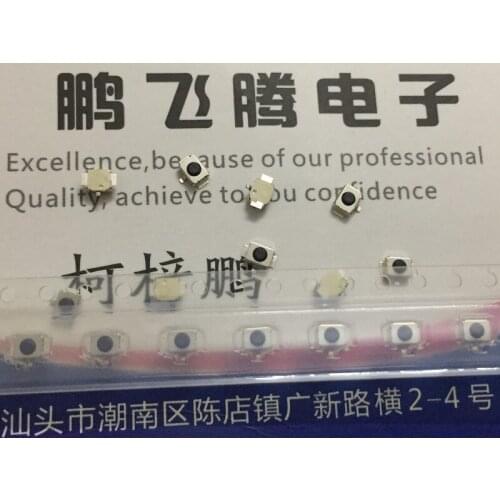 鹏飞腾电子
Excellence,because of our professional
Quality, achieve to you confidence
柯梓鹏
汕头市潮南区陈店镇广新路横2-4号